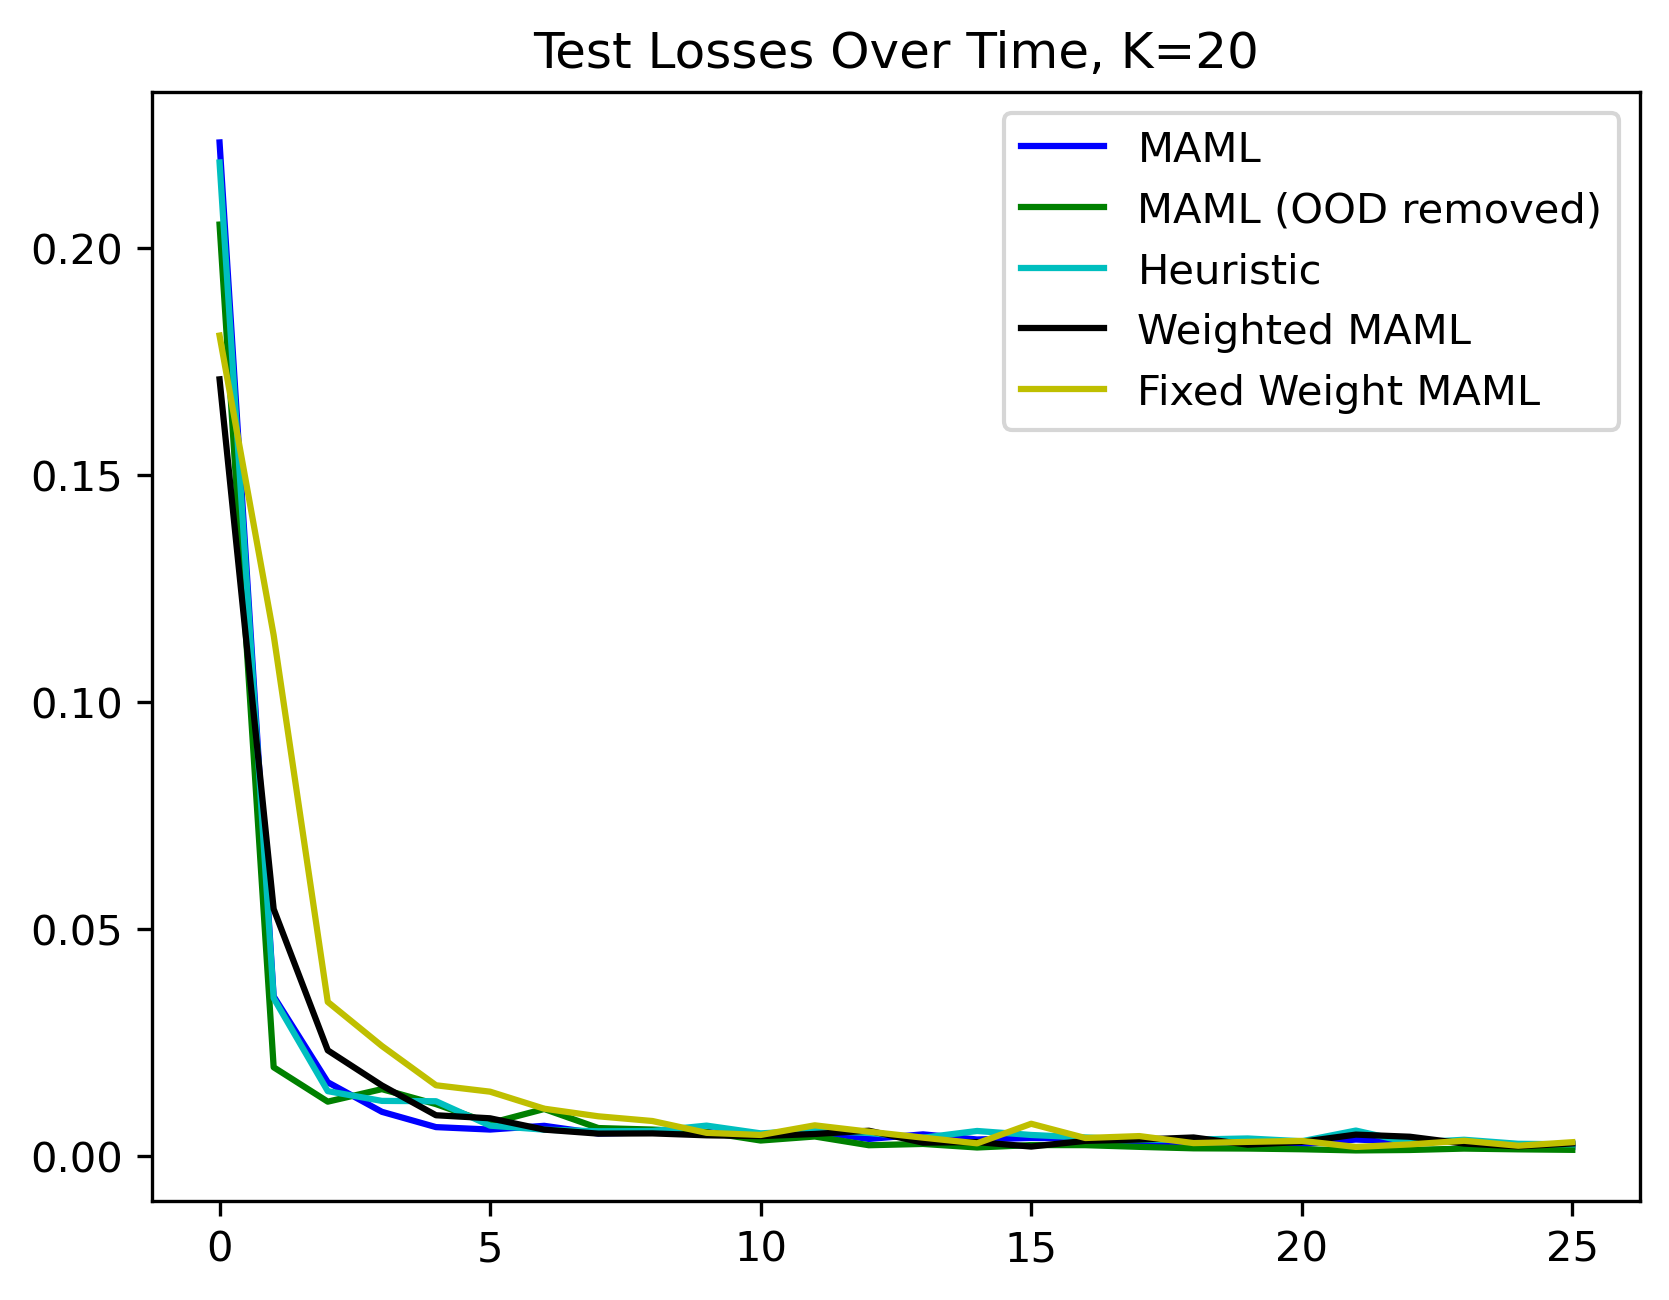 Test Losses Over Time, K=20
MAML
MAML (OOD removed)
Heuristic
Weighted MAML
Fixed Weight MAML
0.20
0.15
0.10
0.05
0.00
0 5 10 15 20 25